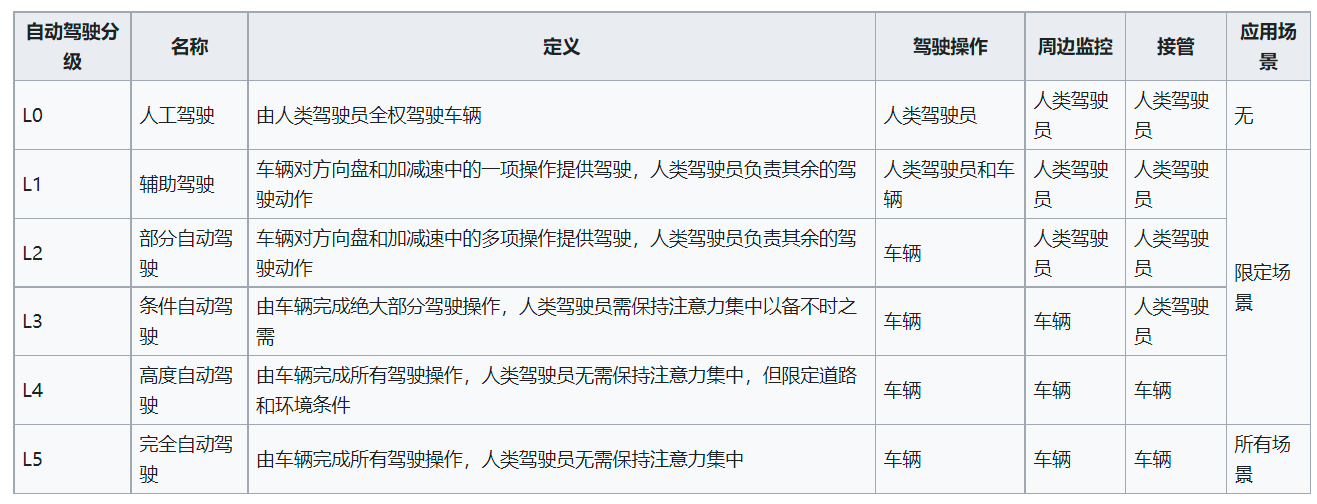 自动驾驶分
级
名称
定义
驾驶操作
周边监控
接管
应用场
景
L0
人工驾驶
由人类驾驶员全权驾驶车辆
人类驾驶员
人类驾驶
员
人类驾驶
员
无
L1
辅助驾驶
车辆对方向盘和加减速中的一项操作提供驾驶，人类驾驶员负责其余的驾
驶动作
人类驾驶员和车
辆
人类驾驶
员
人类驾驶
员
限定场
景
L2
部分自动驾
驶
车辆对方向盘和加减速中的多项操作提供驾驶，人类驾驶员负责其余的驾
驶动作
车辆
人类驾驶
员
人类驾驶
员
L3
条件自动驾
驶
由车辆完成绝大部分驾驶操作，人类驾驶员需保持注意力集中以备不时之
需
车辆
车辆
人类驾驶
员
L4
高度自动驾
驶
由车辆完成所有驾驶操作，人类驾驶员无需保持注意力集中，但限定道路
和环境条件
车辆
车辆
车辆
L5
完全自动驾
驶
由车辆完成所有驾驶操作，人类驾驶员无需保持注意力集中
车辆
车辆
车辆
所有场
景